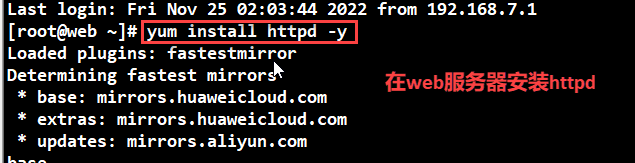 Last login: Fri Nov 25 02:03:44 2022 from 192.168.7.1
[root@web ~]# yum install httpd -y
Loaded plugins: fastestmirror
Determining fastest mirrors
在web服务器安装httpd
* base: mirrors.huaweicloud.com
* extras: mirrors.huaweicloud.com
* updates: mirrors.aliyun.com
base